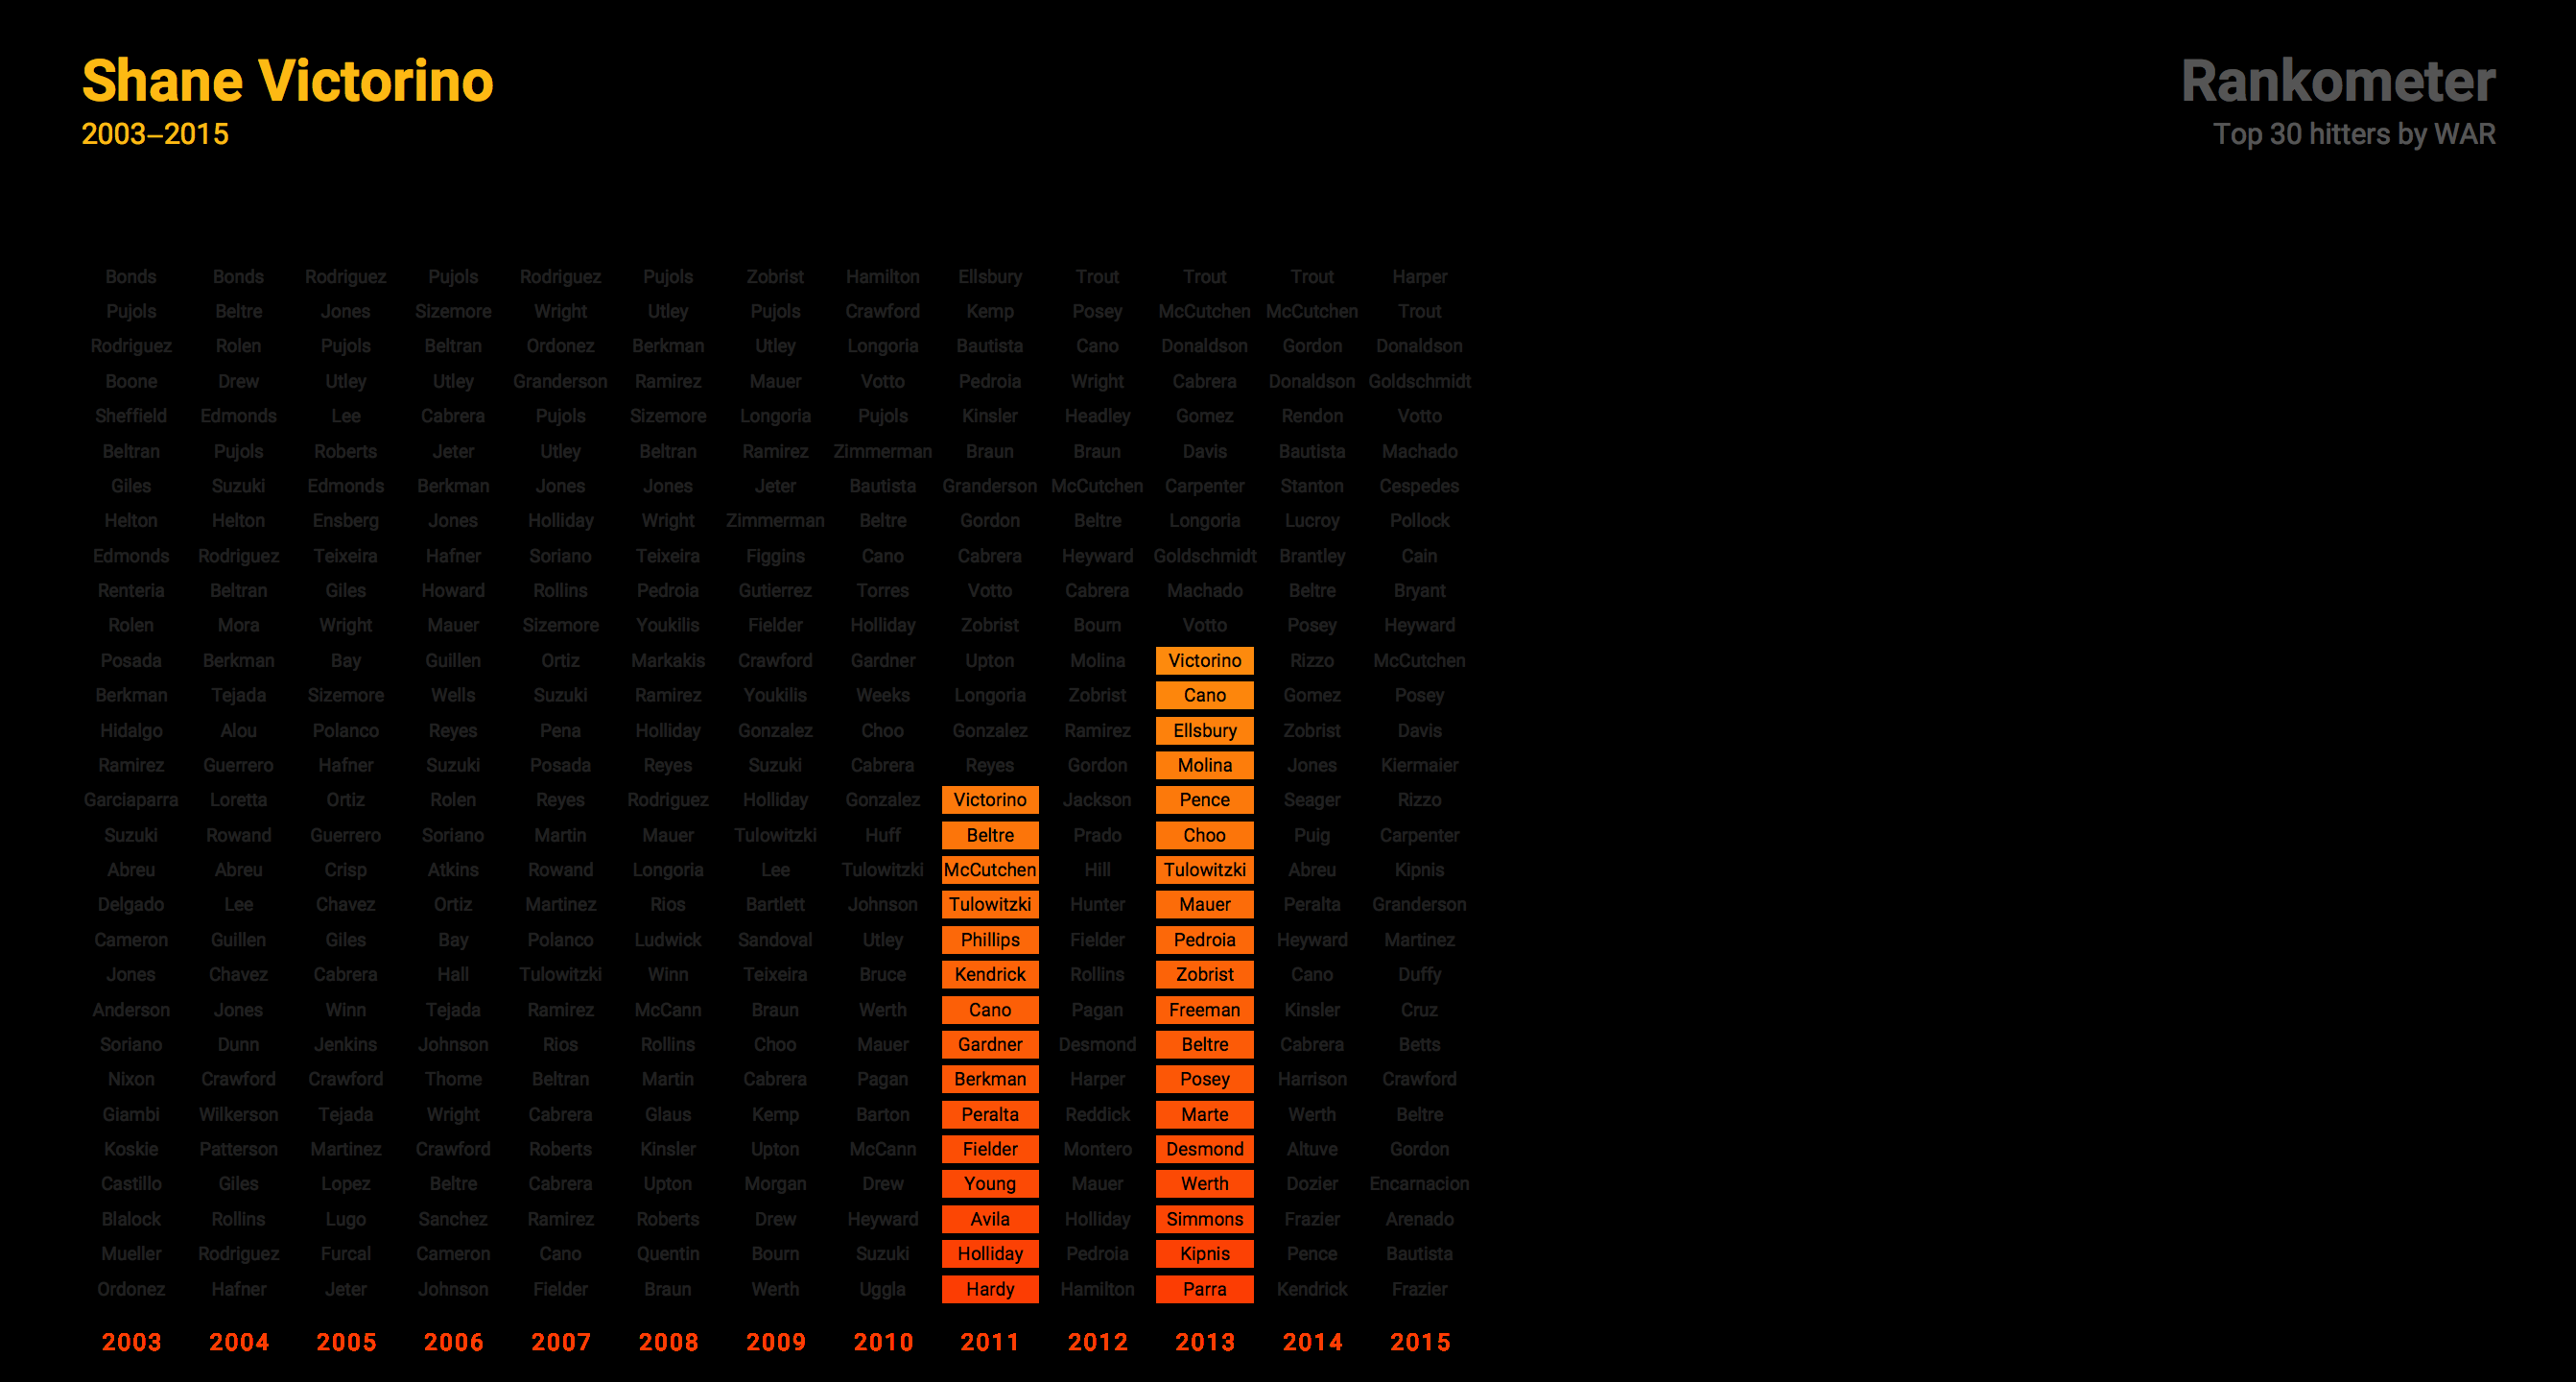 Shane Victorino
2003–2015
Rankometer
Top 30 hitters by WAR
Bonds Bonds Rodriguez Pujols Rodriguez Pujols Zobrist Hamilton Ellsbury Trout Trout Trout Harper
Pujols Beltre Jones Sizemore Wright Utley Pujols Crawford Kemp Posey McCutchen McCutchen Trout
Rodriguez Rolen Pujols Beltran Ordonez Berkman Utley Longoria Bautista Cano Donaldson Gordon Donaldson
Boone Drew Utley Utley Granderson Ramirez Mauer Votto Pedroia Wright Cabrera Donaldson Goldschmidt
Sheffield Edmonds Lee Cabrera Pujols Sizemore Longoria Pujols Kinsler Headley Gomez Rendon Votto
Beltran Pujols Roberts Jeter Utley Beltran Ramirez Zimmerman Braun Braun Davis Bautista Machado
Giles Suzuki Edmonds Berkman Jones Jones Jeter Bautista Granderson McCutchen Carpenter Stanton Cespedes
Helton Helton Ensberg Jones Holliday Wright Zimmerman Beltre Gordon Beltre Longoria Lucroy Pollock
Edmonds Rodriguez Teixeira Hafner Soriano Teixeira Figgins Cano Cabrera Heyward Goldschmidt Brantley Cain
Renteria Beltran Giles Howard Rollins Pedroia Gutierrez Torres Votto Cabrera Machado Beltre Bryant
Rolen Mora Wright Mauer Sizemore Youkilis Fielder Holliday Zobrist Bourn Votto Posey Heyward
Posada Berkman Bay Guillen Ortiz Markakis Crawford Gardner Upton Molina Victorino Rizzo McCutchen
Berkman Tejada Sizemore Wells Suzuki Ramirez Youkilis Weeks Longoria Zobrist Cano Gomez Posey
Hidalgo Alou Polanco Reyes Pena Holliday Gonzalez Choo Gonzalez Ramirez Ellsbury Zobrist Davis
Ramirez Guerrero Hafner Suzuki Posada Reyes Suzuki Cabrera Reyes Gordon Molina Jones Kiermaier
Garciaparra Loretta Ortiz Rolen Reyes Rodriguez Holliday Gonzalez Victorino Jackson Pence Seager Rizzo
Suzuki Rowand Guerrero Soriano Martin Mauer Tulowitzki Huff Beltre Prado Choo Puig Carpenter
Abreu Abreu Crisp Atkins Rowand Longoria Lee Tulowitzki McCutchen Hill Tulowitzki Abreu Kipnis
Delgado Lee Chavez Ortiz Martinez Rios Bartlett Johnson Tulowitzki Hunter Mauer Peralta Granderson
Cameron Guillen Giles Bay Polanco Ludwick Sandoval Utley Phillips Fielder Pedroia Heyward Martinez
Jones Chavez Cabrera Hall Tulowitzki Winn Teixeira Bruce Kendrick Rollins Zobrist Cano Duffy
Anderson Jones Winn Tejada Ramirez McCann Braun Werth Cano Pagan Freeman Kinsler Cruz
Soriano Dunn Jenkins Johnson Rios Rollins Choo Mauer Gardner Desmond Beltre Cabrera Betts
Nixon Crawford Crawford Thome Beltran Martin Cabrera Pagan Berkman Harper Posey Harrison Crawford
Giambi Wilkerson Tejada Wright Cabrera Glaus Kemp Barton Peralta Reddick Marte Werth Beltre
Koskie Patterson Martinez Crawford Roberts Kinsler Upton McCann Fielder Montero Desmond Altuve Gordon
Castillo Giles Lopez Beltre Cabrera Upton Morgan Drew Young Mauer Werth Dozier Encarnacion
Blalock Rollins Lugo Sanchez Ramirez Roberts Drew Heyward Avila Holliday Simmons Frazier Arenado
Mueller Rodriguez Furcal Cameron Cano Quentin Bourn Suzuki Holliday Pedroia Kipnis Pence Bautista
Ordonez Hafner Jeter Johnson Fielder Braun Werth Uggla Hardy Hamilton Parra Kendrick Frazier
2003 2004 2005 2006 2007 2008 2009 2010 2011 2012 2013 2014 2015